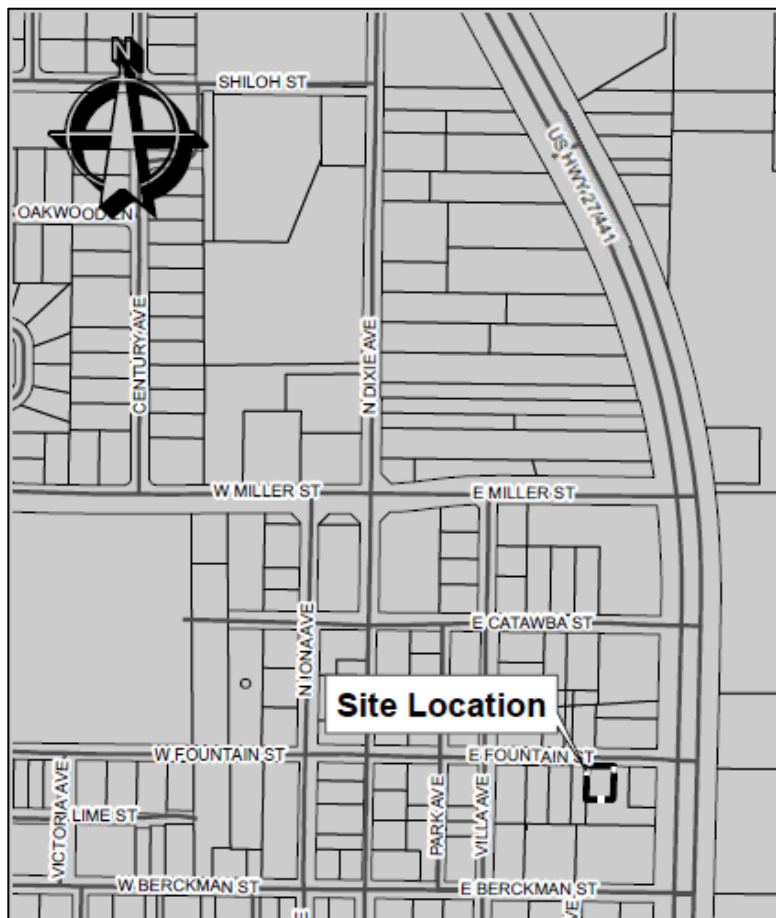 N
SHILOH ST
US HWY 27/441
OAKWOOD LN
CENTURY AVE
N DIXIE AVE
W MILLER ST
E MILLER ST
N IONA AVE
E CATAWBA ST
Site Location
W FOUNTAIN ST
E FOUNTAIN ST
VICTORIA AVE
LIME ST
PARK AVE
VILLA AVE
W BERCKMAN ST
E BERCKMAN ST
E
VE